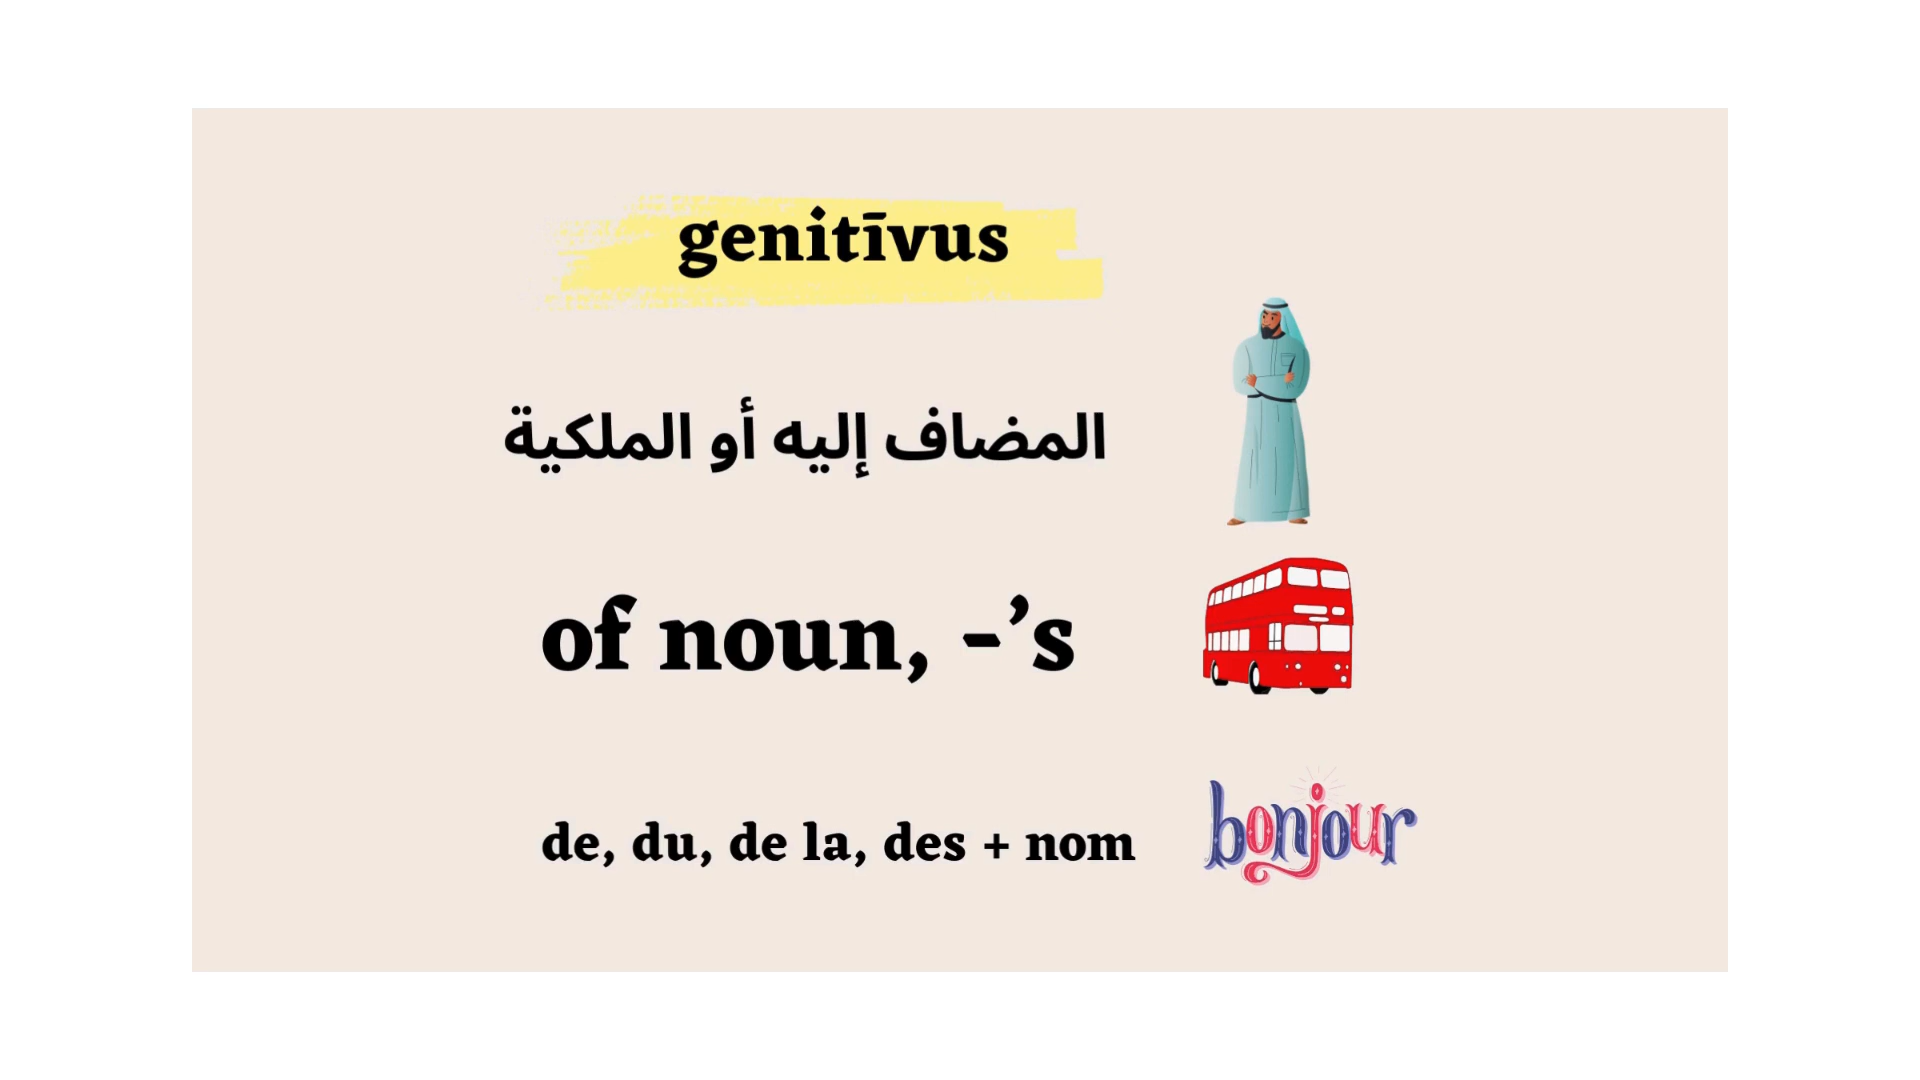 genitīvus
المضاف إليه أو الملكية
of noun, -’s
de, du, de la, des + nom
bonjour